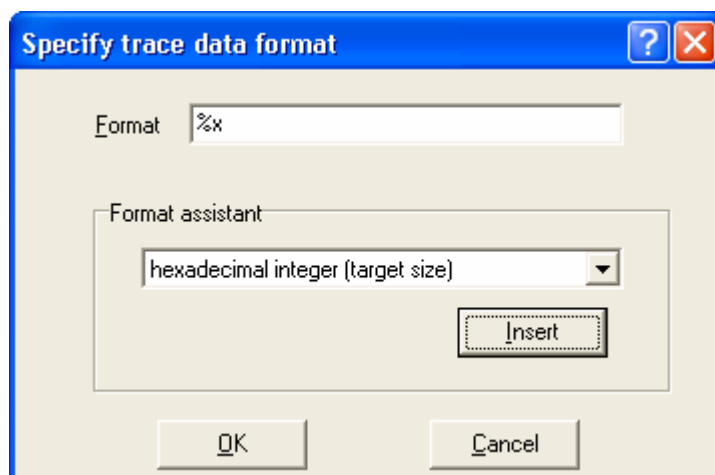 Specify trace data format
Format %x
Format assistant
hexadecimal integer (target size)
Insert
OK Cancel